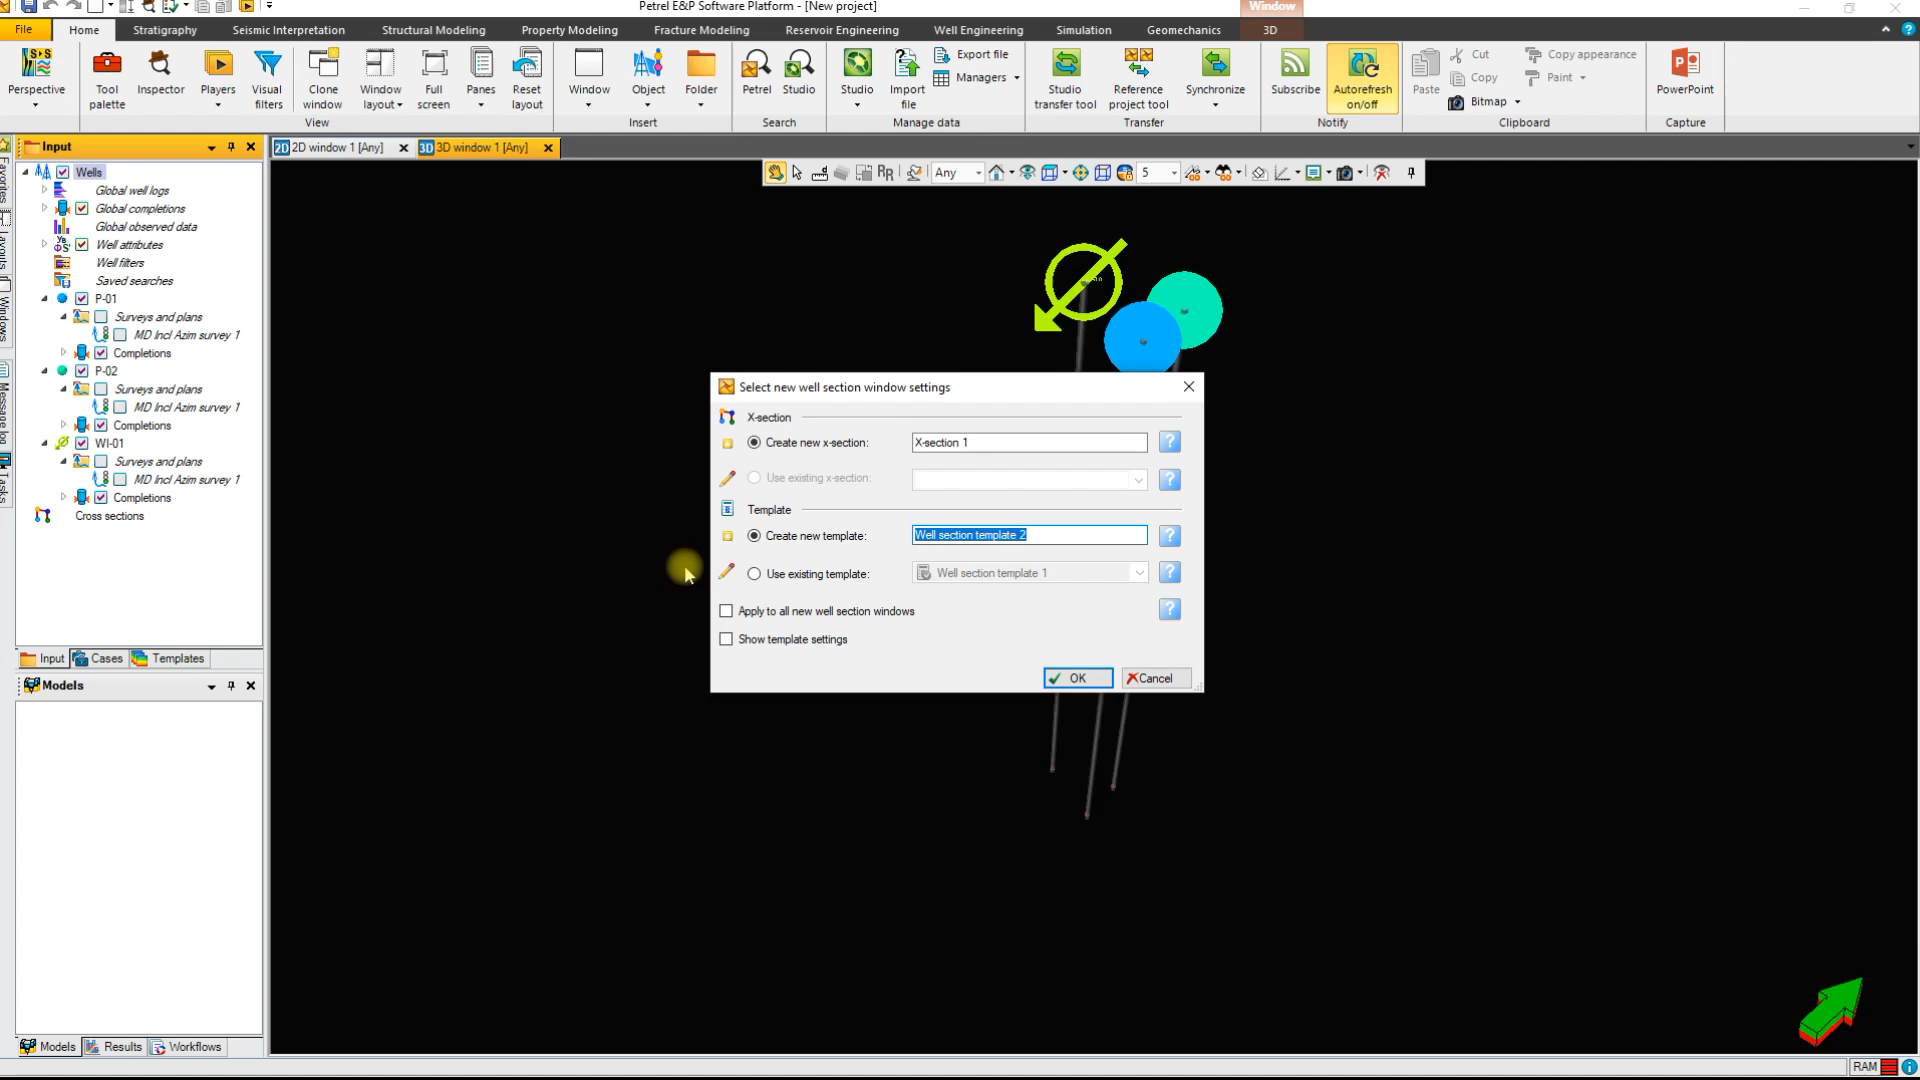 Petrel E&P Software Platform - [New project]
Window
File
Home
Stratigraphy
Seismic Interpretation
Structural Modeling
Property Modeling
Fracture Modeling
Reservoir Engineering
Well Engineering
Simulation
Geomechanics
3D
Perspective
Tool palette
Inspector
Players
Visual filters
Clone window
Window layout
Full screen
Panes
Reset layout
Window
Object
Folder
Petrel
Studio
Studio
Import file
Export file
Managers
Studio transfer tool
Reference project tool
Synchronize
Subscribe
Autorefresh on/off
Paste
Cut
Copy
Bitmap
Copy appearance
Paint
PowerPoint
View
Insert
Search
Manage data
Transfer
Notify
Clipboard
Capture
Input
2D 2D window 1 [Any]
3D 3D window 1 [Any]
Any
5
Favorites
Layouts
Windows
Message log
Tasks
Wells
Global well logs
Global completions
Global observed data
Well attributes
Well filters
Saved searches
P-01
Surveys and plans
MD Incl Azim survey 1
Completions
P-02
Surveys and plans
MD Incl Azim survey 1
Completions
WI-01
Surveys and plans
MD Incl Azim survey 1
Completions
Cross sections
Input
Cases
Templates
Models
Models
Results
Workflows
Select new well section window settings
X-section
Create new x-section:
X-section 1
?
Use existing x-section:
?
Template
Create new template:
Well section template 2
?
Use existing template:
Well section template 1
?
Apply to all new well section windows
?
Show template settings
OK
Cancel
RAM